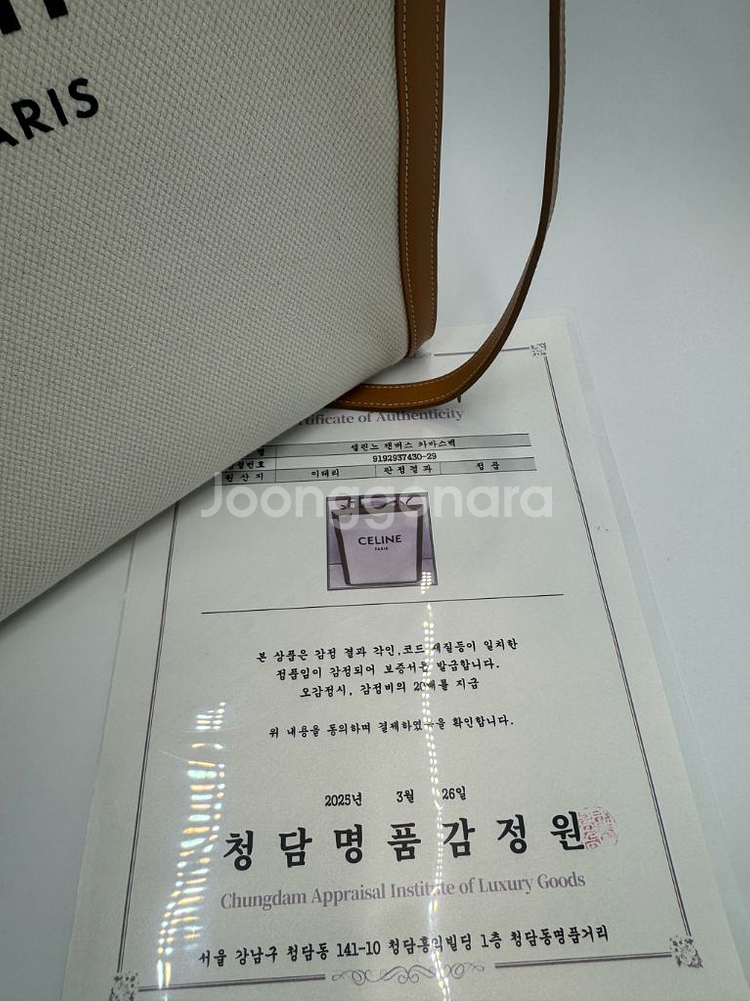 ARIS
Certificate of Authenticity
셀린느 캔버스 카바스백
9192937430-29
원 산 지 이태리 판정결과 정 품
Joonggonara
CELINE
PARIS
본 상품은 감정 결과 각인,코드 새질등이 일치한
정품임이 감정되어 보증서를 발급합니다.
오감정시, 감정비의 20배를 지급
위 내용을 동의하며 결제하였음을 확인합니다.
2025년 3월 26일
청담명품감정원
Chungdam Appraisal Institute of Luxury Goods
서울 강남구 청담동 141-10 청담홍익빌딩 1층 청담동명품거리